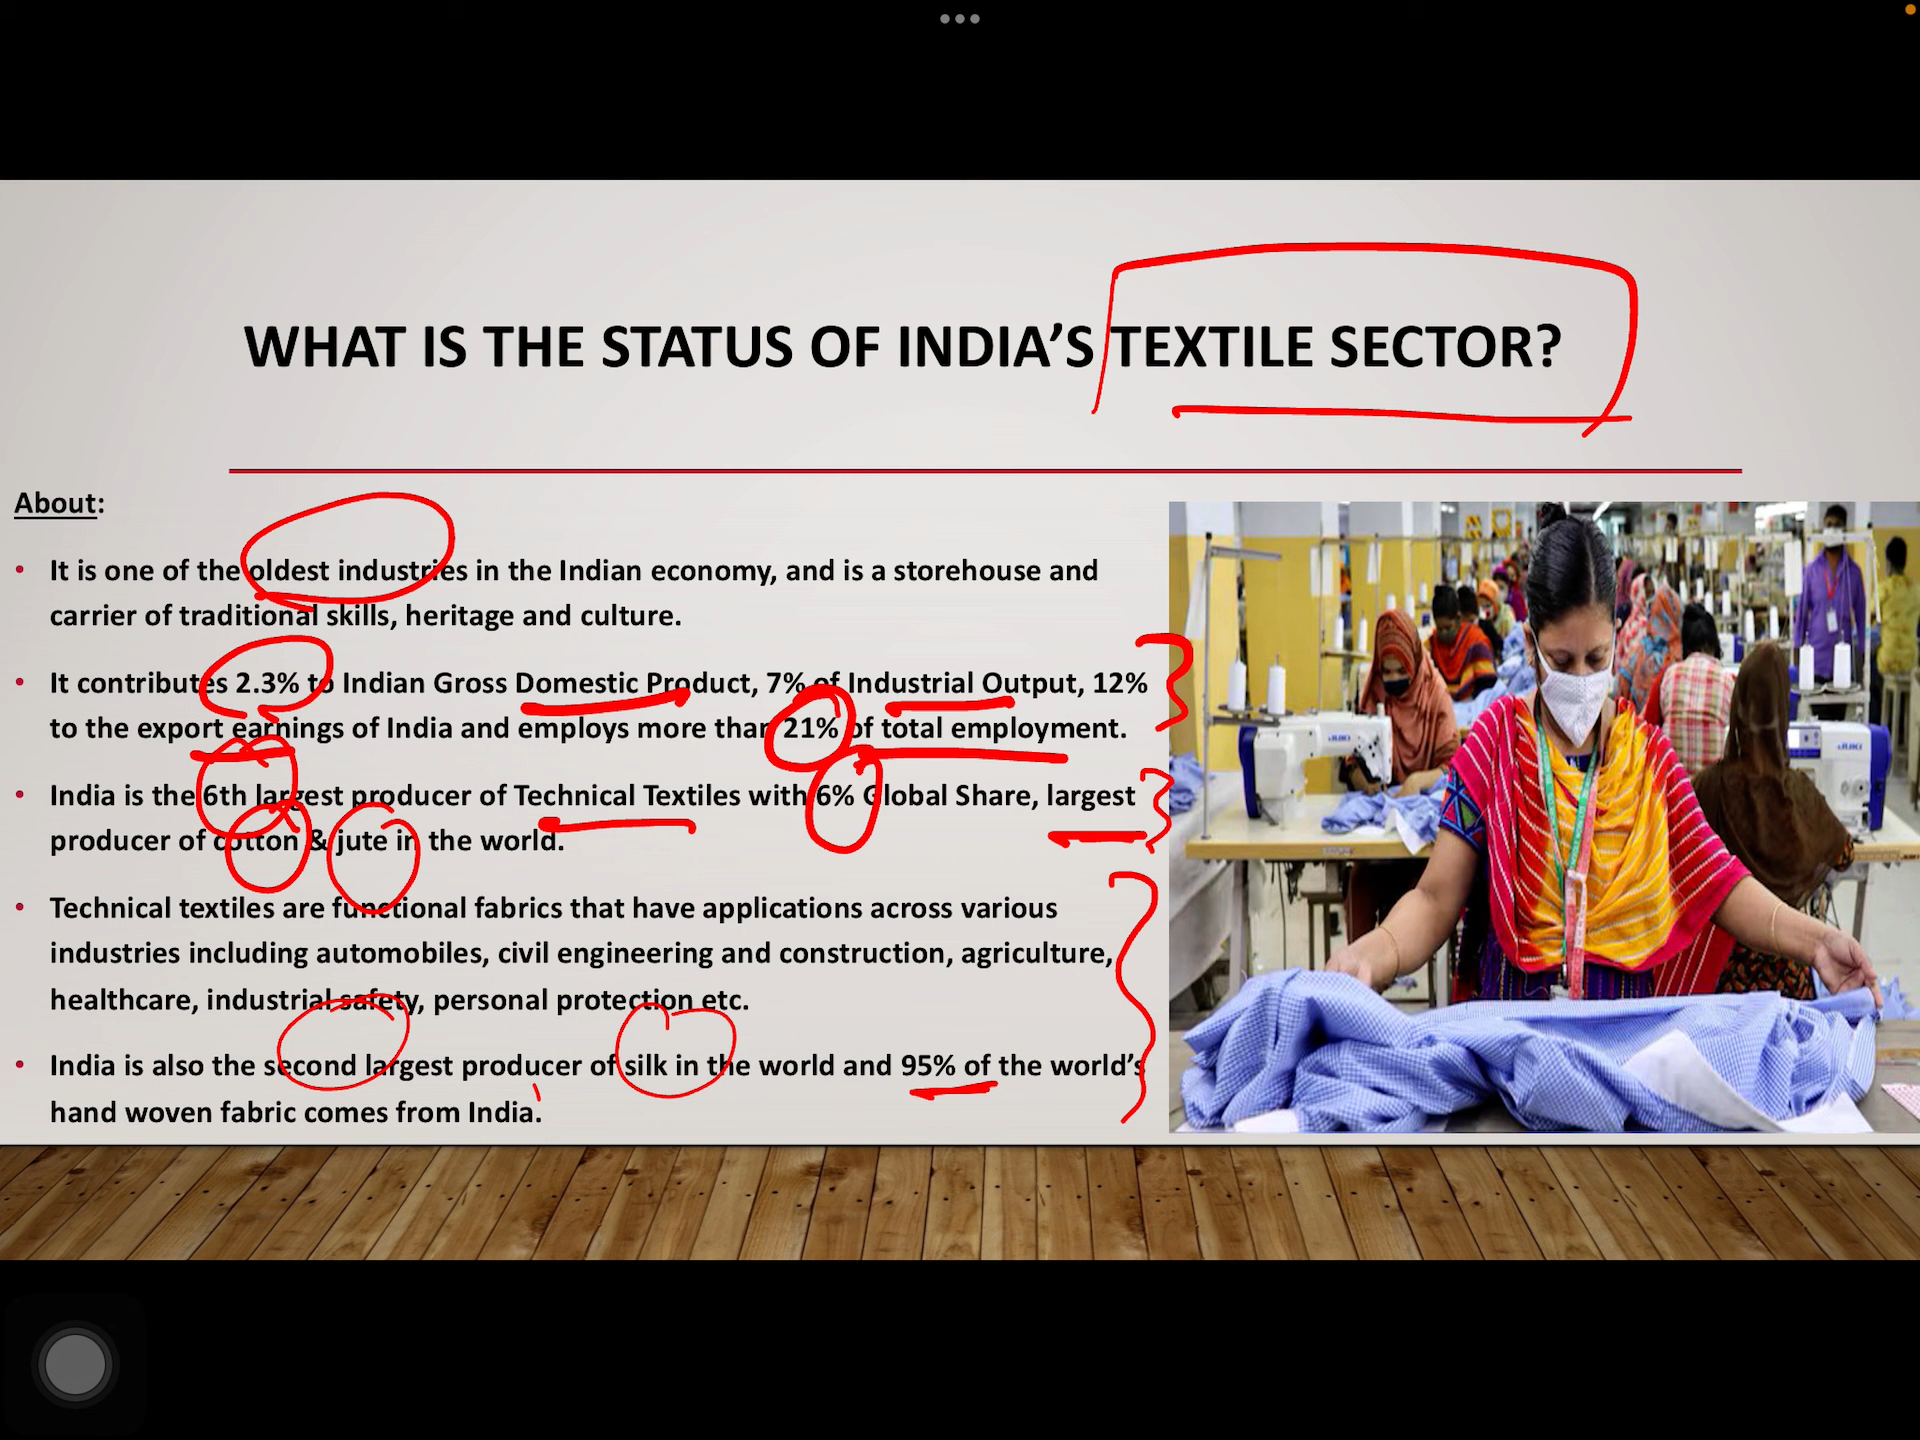 WHAT IS THE STATUS OF INDIA’S TEXTILE SECTOR?
About:
• It is one of the oldest industries in the Indian economy, and is a storehouse and
carrier of traditional skills, heritage and culture.
• It contributes 2.3% to Indian Gross Domestic Product, 7% of Industrial Output, 12%
to the export earnings of India and employs more than 21% of total employment.
• India is the 6th largest producer of Technical Textiles with 6% Global Share, largest
producer of cotton & jute in the world.
• Technical textiles are functional fabrics that have applications across various
industries including automobiles, civil engineering and construction, agriculture,
healthcare, industrial safety, personal protection etc.
• India is also the second largest producer of silk in the world and 95% of the world’s
hand woven fabric comes from India.
JUKI
JUKI